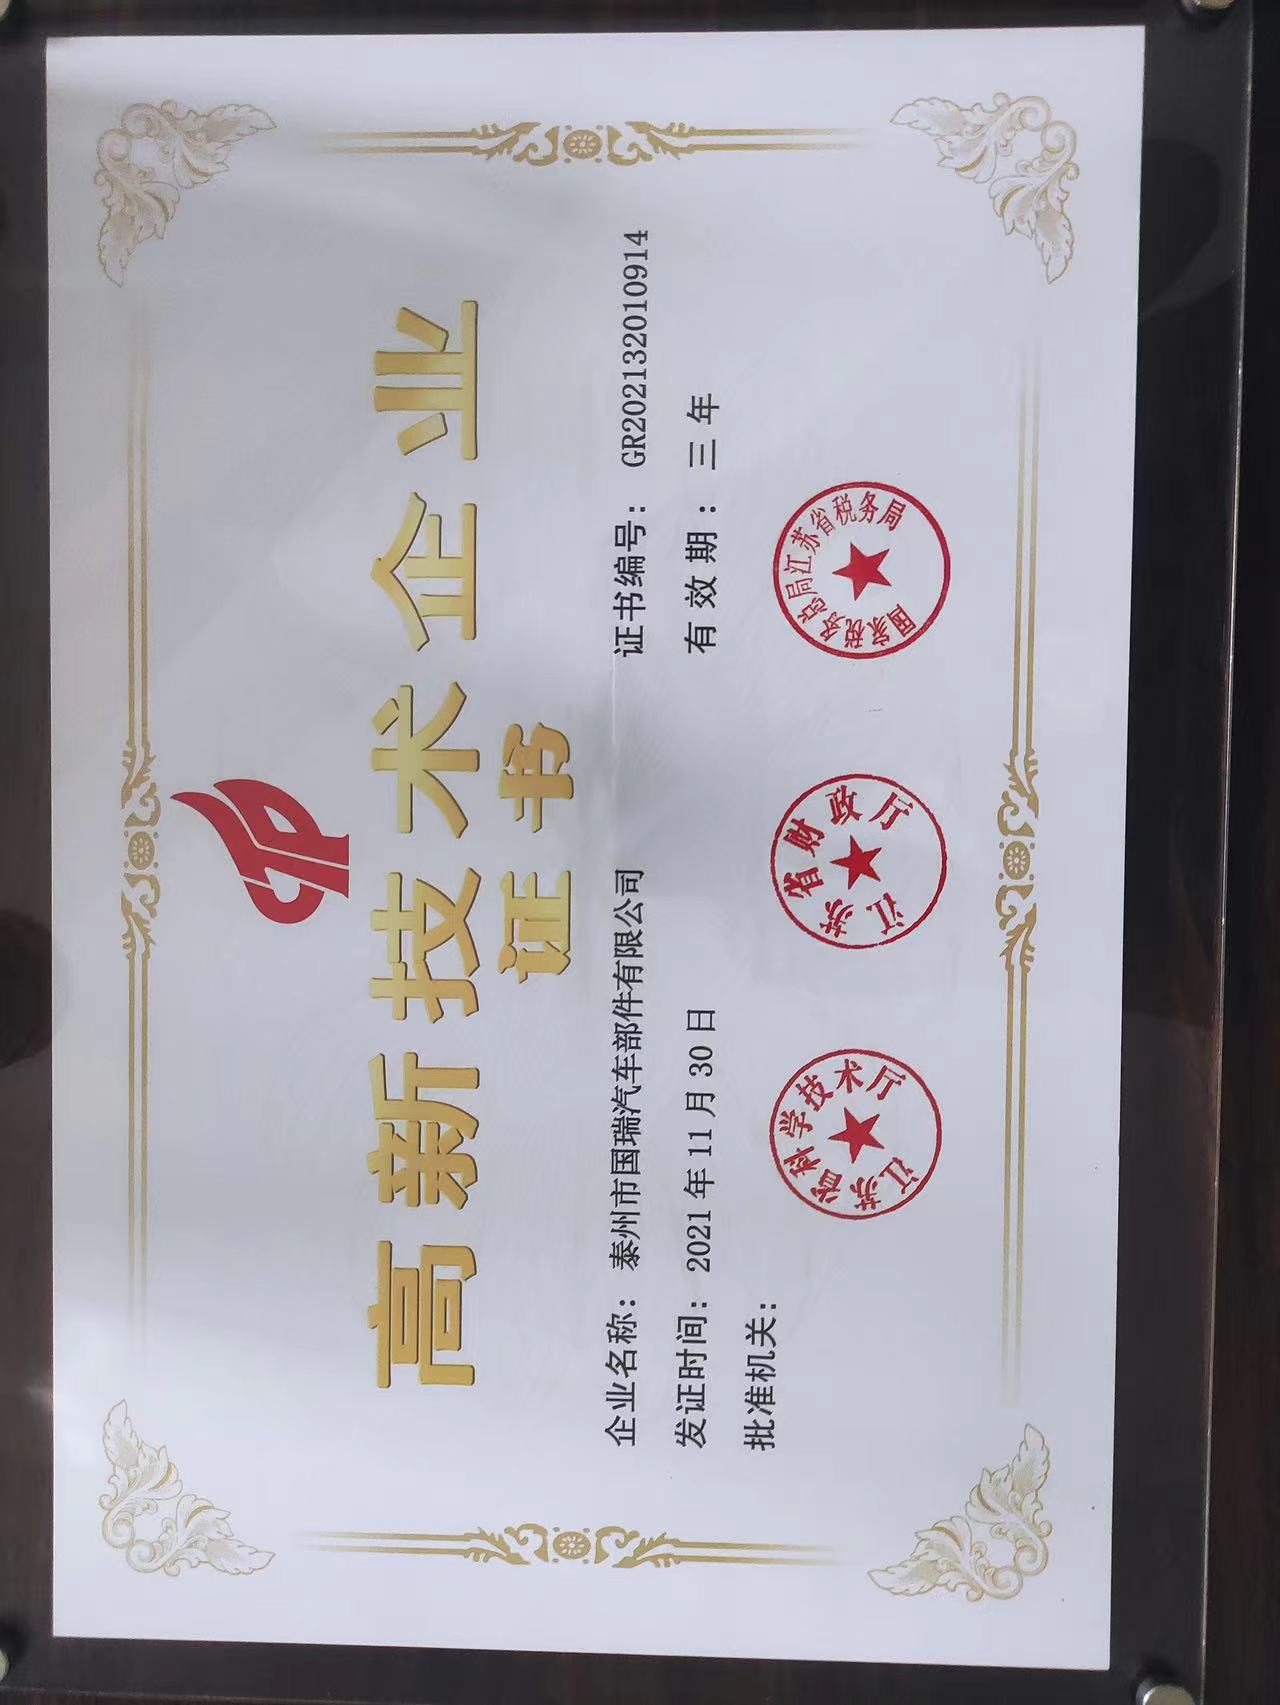 高新技术企业
证书
企业名称：泰州市国瑞汽车部件有限公司
证书编号：GR202132010914
发证时间：2021年11月30日
有效期：三年
批准机关：
江苏省科学技术厅
江苏省财政厅
国家税务总局江苏省税务局